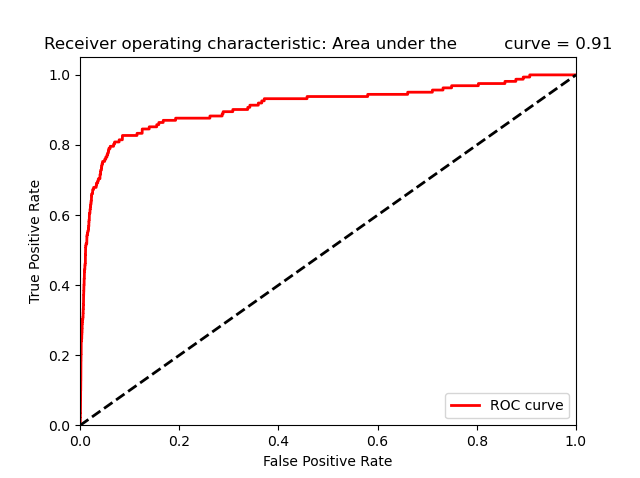 Receiver operating characteristic: Area under the curve = 0.91
1.0
0.8
0.6
0.4
0.2
0.0
True Positive Rate
ROC curve
0.0 0.2 0.4 0.6 0.8 1.0
False Positive Rate